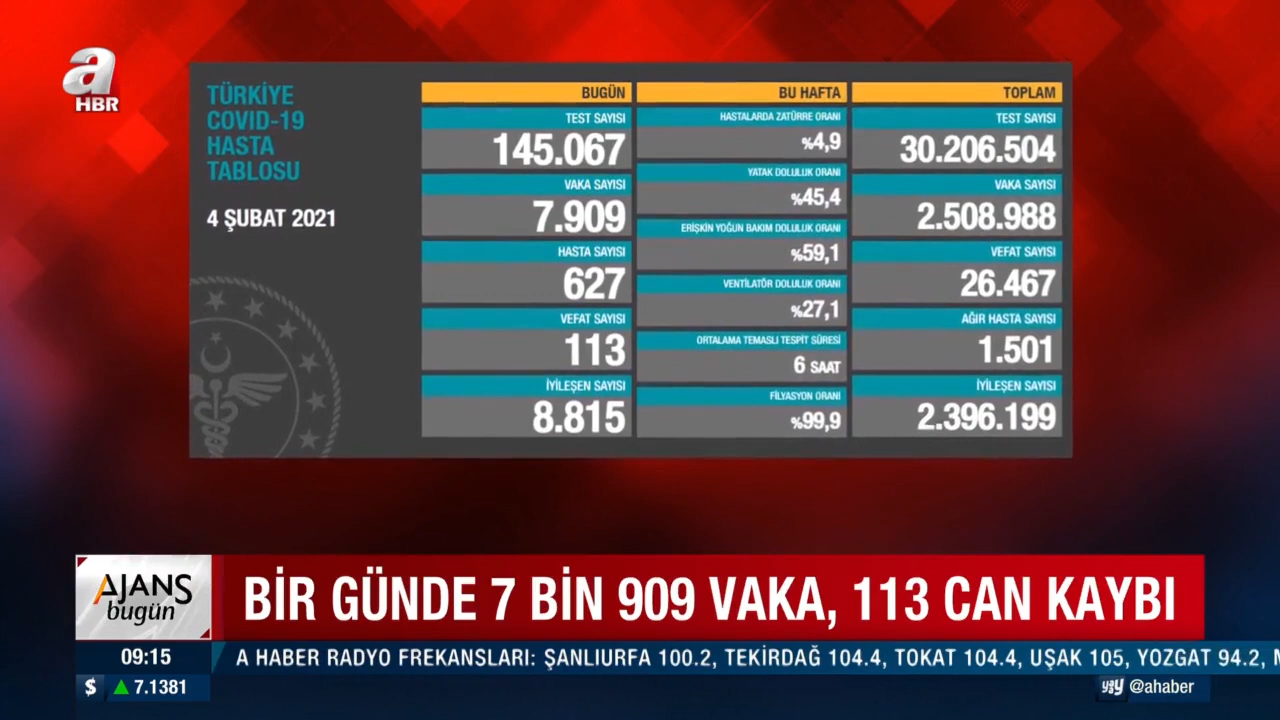 a
HBR
TÜRKİYE
COVID-19
HASTA
TABLOSU
4 ŞUBAT 2021
BUGÜN
TEST SAYISI
145.067
VAKA SAYISI
7.909
HASTA SAYISI
627
VEFAT SAYISI
113
İYİLEŞEN SAYISI
8.815
BU HAFTA
HASTALARDA ZATÜRRE ORANI
%4,9
YATAK DOLULUK ORANI
%45,4
ERİŞKİN YOĞUN BAKIM DOLULUK ORANI
%59,1
VENTİLATÖR DOLULUK ORANI
%27,1
ORTALAMA TEMASLI TESPİT SÜRESİ
6 SAAT
FİLYASYON ORANI
%99,9
TOPLAM
TEST SAYISI
30.206.504
VAKA SAYISI
2.508.988
VEFAT SAYISI
26.467
AĞIR HASTA SAYISI
1.501
İYİLEŞEN SAYISI
2.396.199
AJANS
bugün
BİR GÜNDE 7 BİN 909 VAKA, 113 CAN KAYBI
09:15
A HABER RADYO FREKANSLARI: ŞANLIURFA 100.2, TEKİRDAĞ 104.4, TOKAT 104.4, UŞAK 105, YOZGAT 94.2,
$ ▲ 7.1381
@ahaber